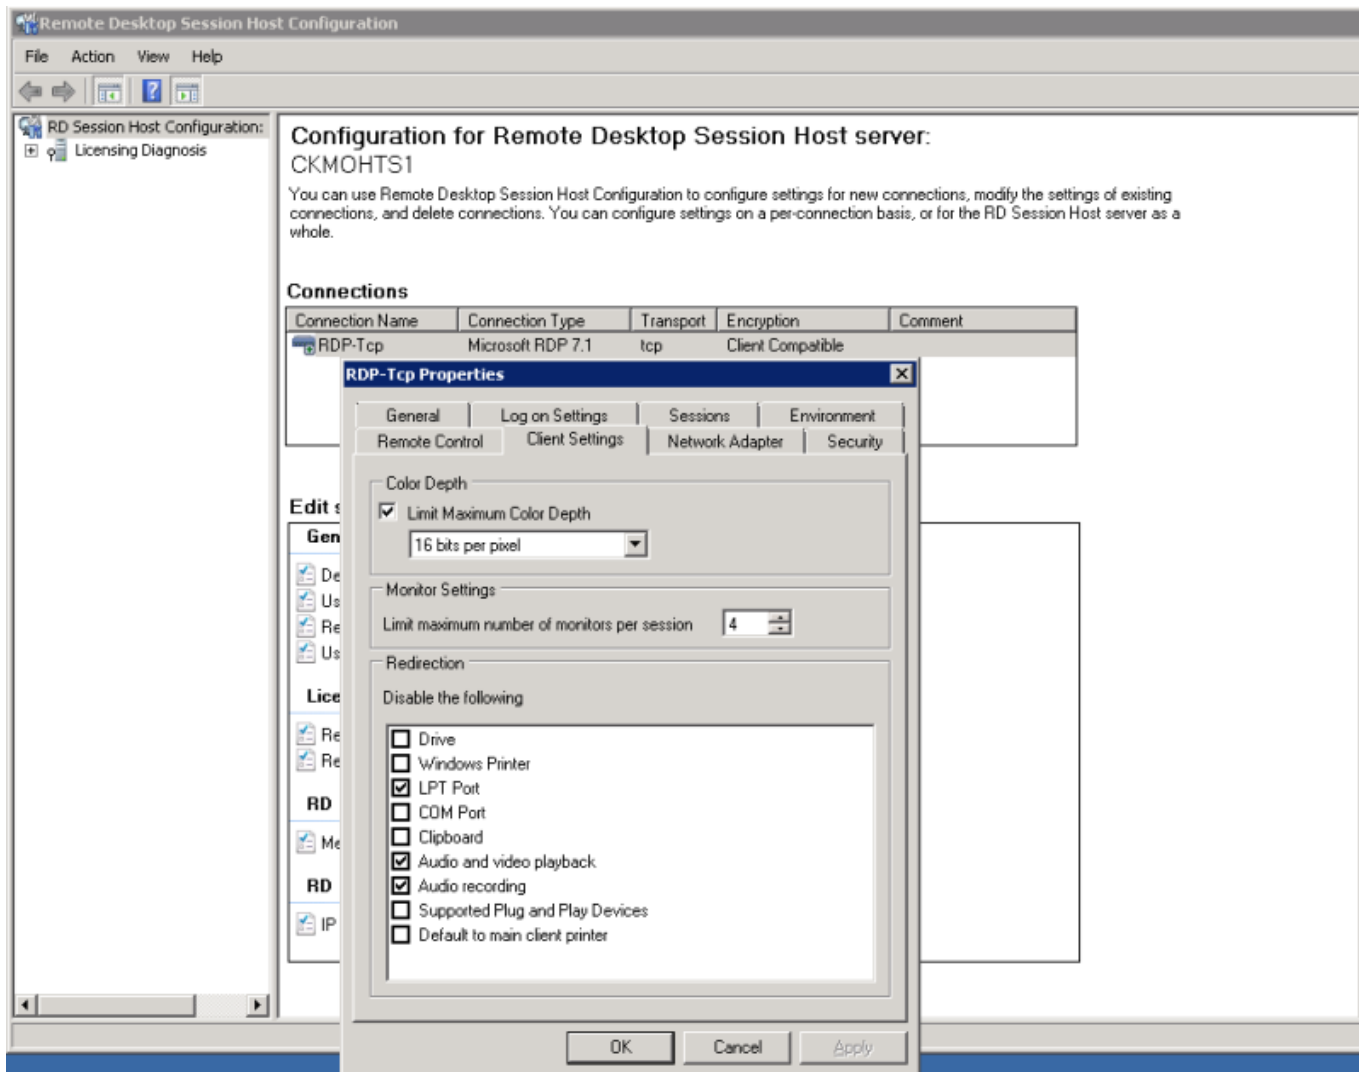 Remote Desktop Session Host Configuration
File Action View Help
RD Session Host Configuration:
Licensing Diagnosis
Configuration for Remote Desktop Session Host server:
CKMOHTS1
You can use Remote Desktop Session Host Configuration to configure settings for new connections, modify the settings of existing
connections, and delete connections. You can configure settings on a per-connection basis, or for the RD Session Host server as a
whole.
Connections
Connection Name Connection Type Transport Encryption Comment
RDP-Tcp Microsoft RDP 7.1 tcp Client Compatible
RDP-Tcp Properties
General Log on Settings Sessions Environment
Remote Control Client Settings Network Adapter Security
Color Depth
Limit Maximum Color Depth
16 bits per pixel
Monitor Settings
Limit maximum number of monitors per session 4
Redirection
Disable the following
Drive
Windows Printer
LPT Port
COM Port
Clipboard
Audio and video playback
Audio recording
Supported Plug and Play Devices
Default to main client printer
OK Cancel Apply
Edit s
Gen
De
Us
Re
Us
Lice
Re
Re
RD
Me
RD
IP